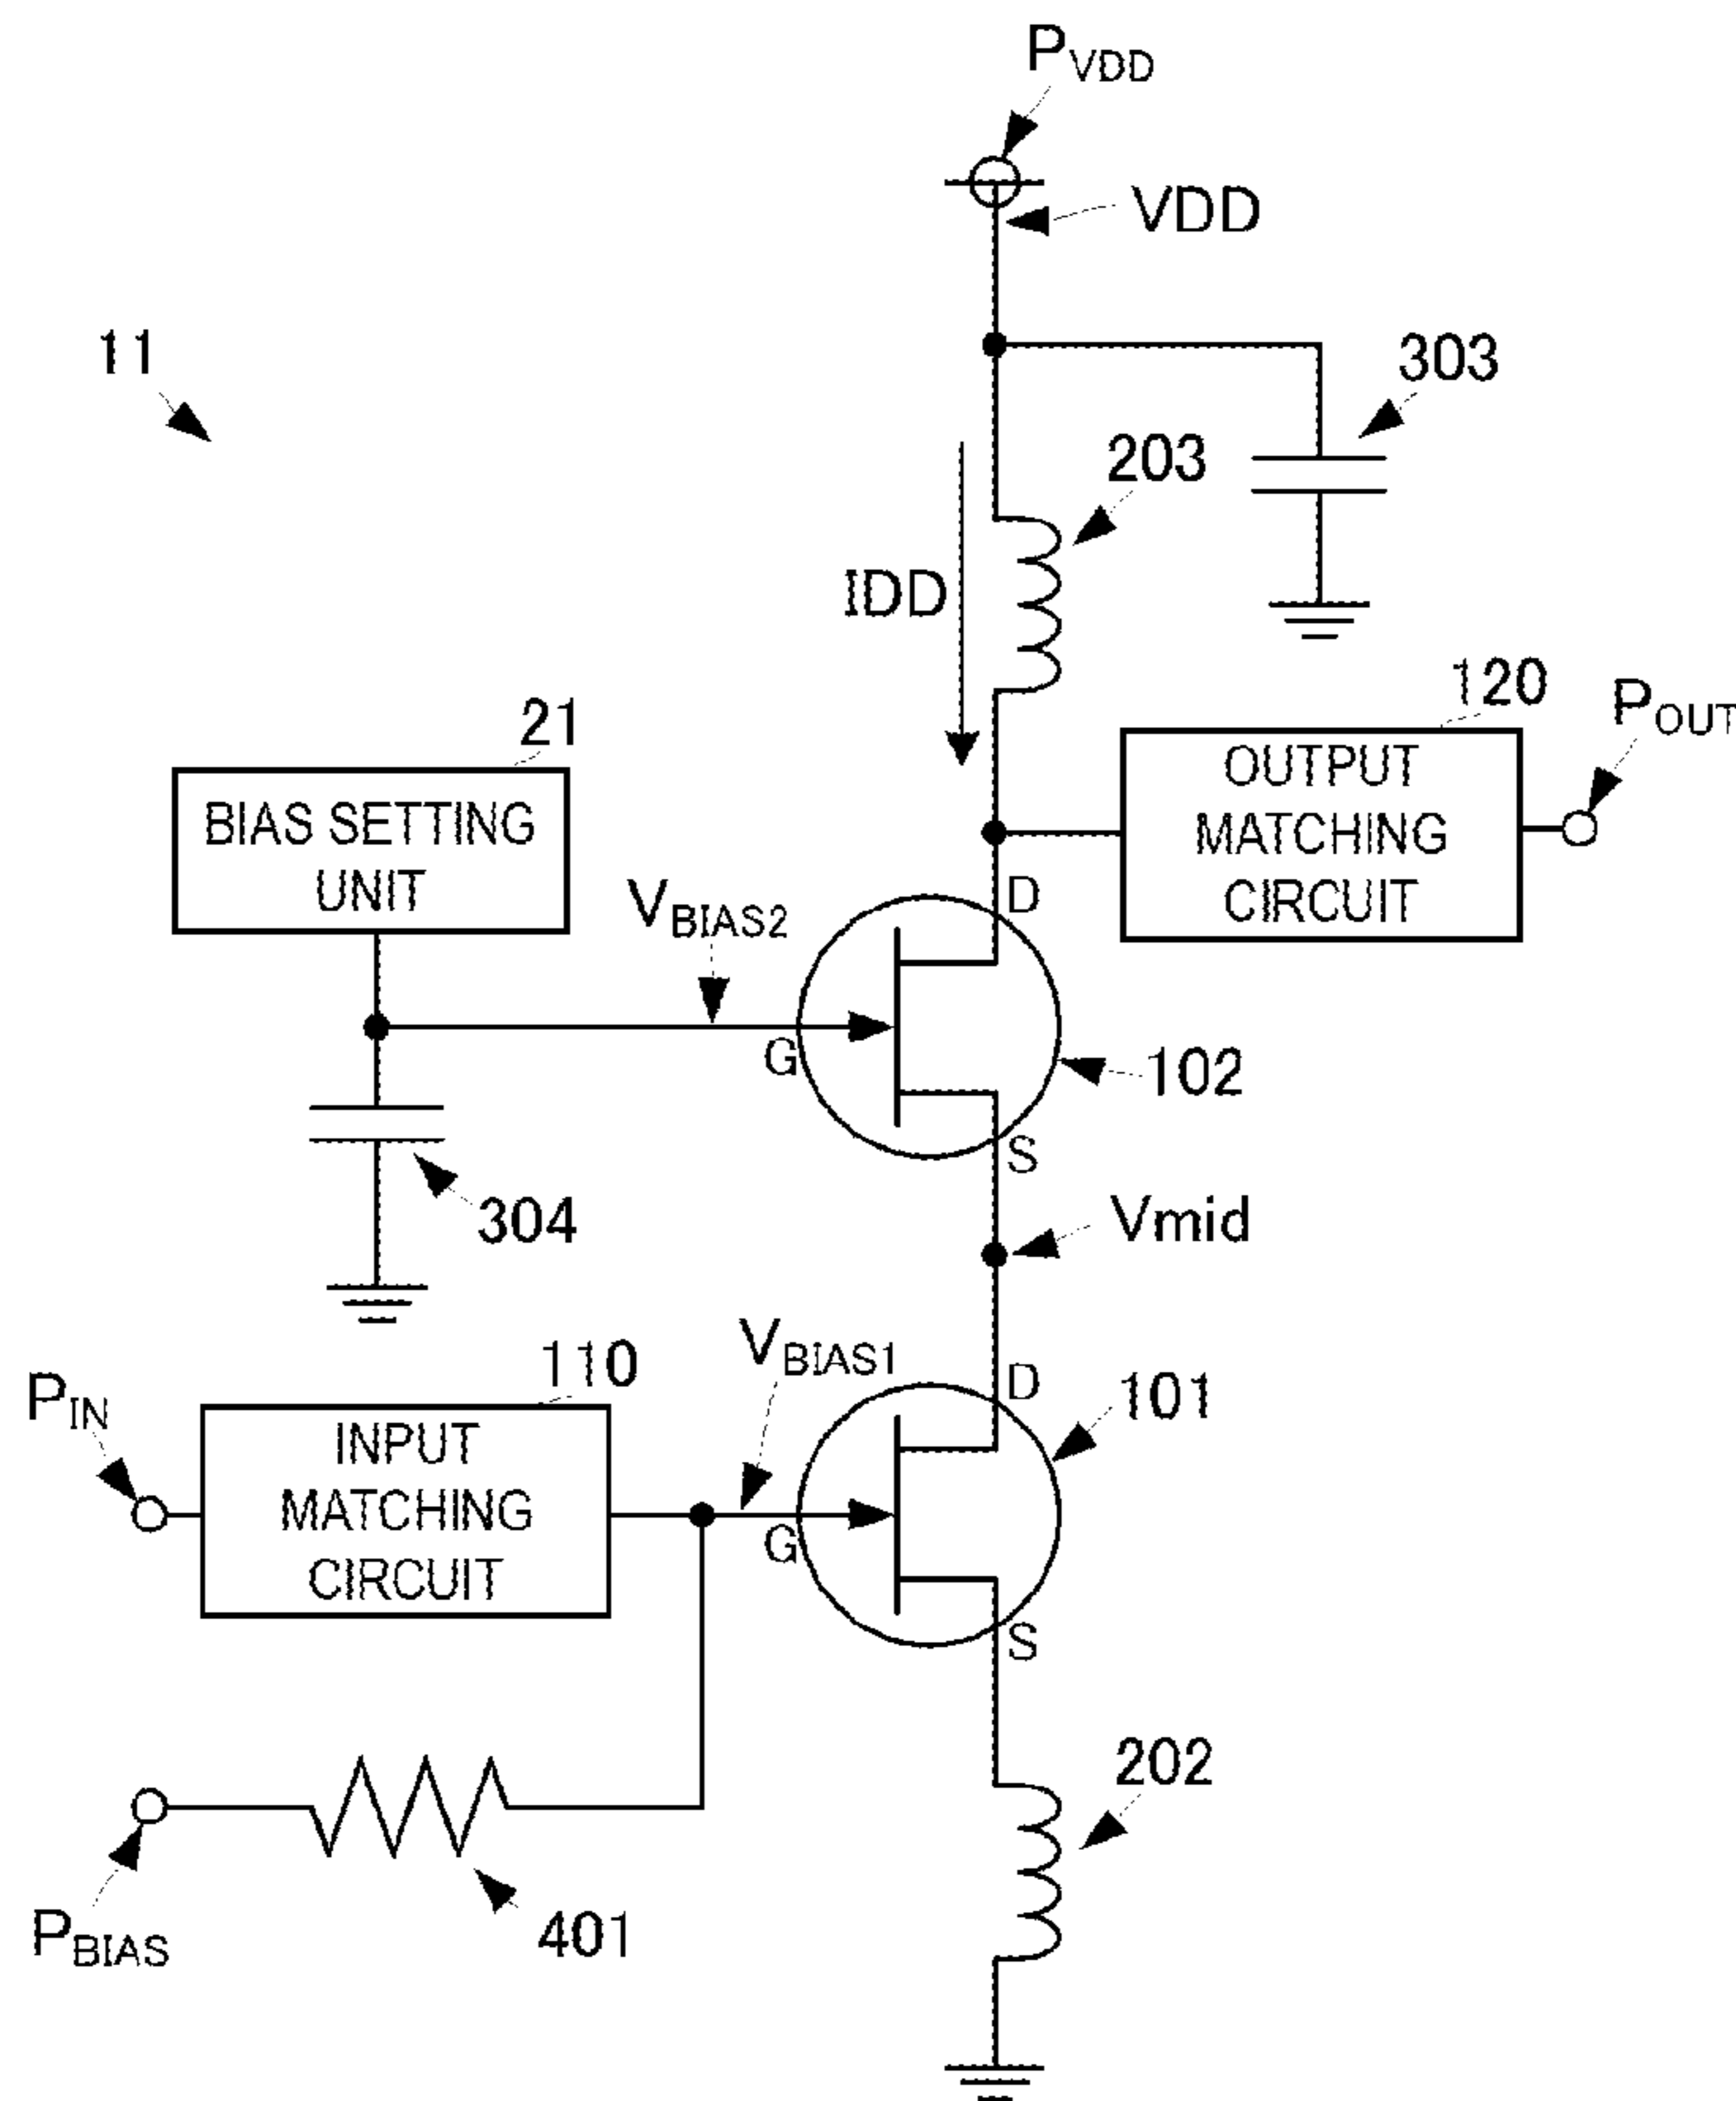 PVDD
VDD
11
303
203
IDD
120
POUT
21
OUTPUT
MATCHING
CIRCUIT
BIAS SETTING
UNIT
VBIAS2
D
G
102
S
304
Vmid
VBIAS1
110
D
101
PIN
INPUT
MATCHING
CIRCUIT
G
S
202
PBIAS
401